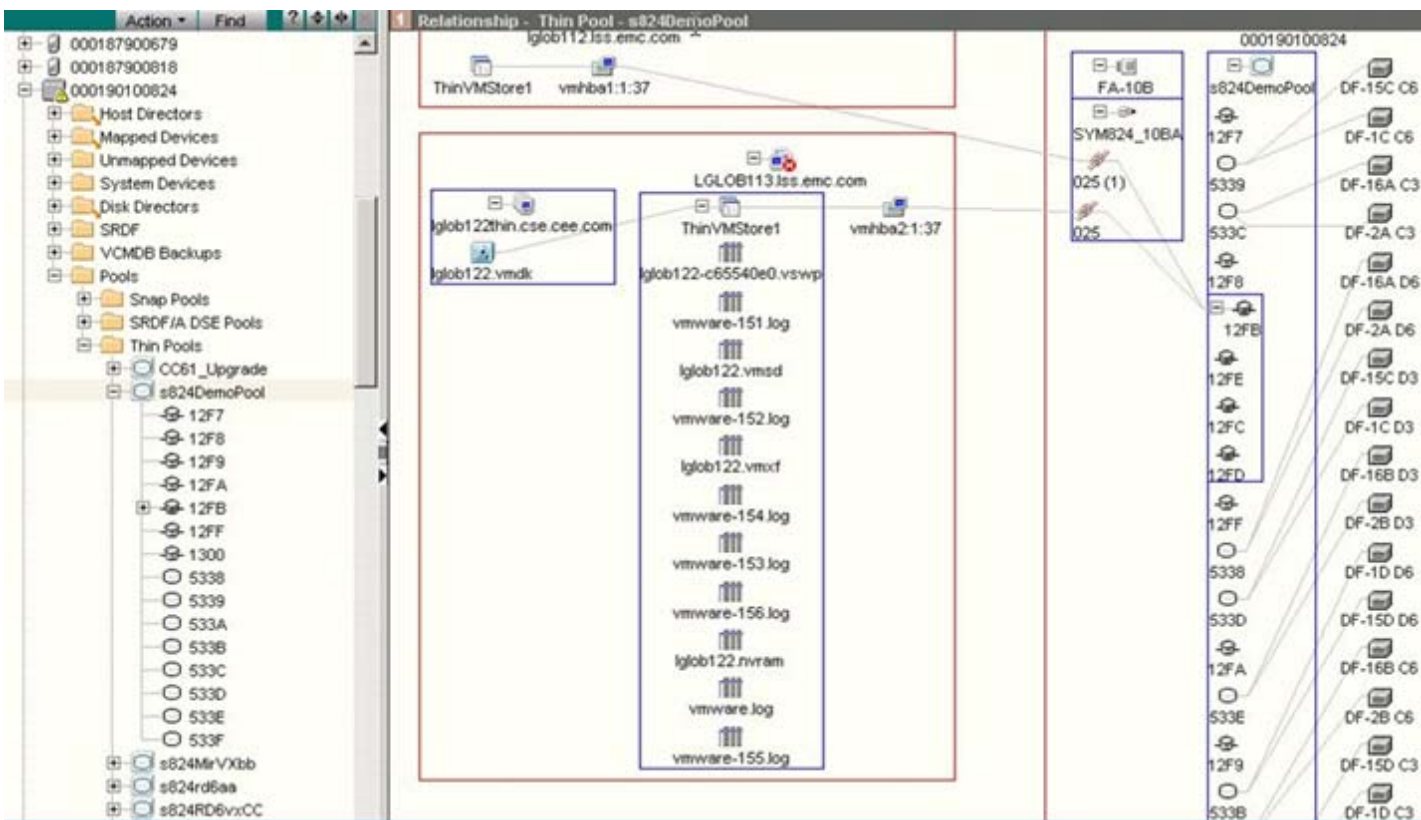 Action Find ?
000187900679
000187900818
000190100824
Host Directors
Mapped Devices
Unmapped Devices
System Devices
Disk Directors
SRDF
VCMDB Backups
Pools
Snap Pools
SRDF/A DSE Pools
Thin Pools
CC61_Upgrade
s824DemoPool
12F7
12F8
12F9
12FA
12FB
12FF
1300
5338
5339
533A
533B
533C
533D
533E
533F
s824MirVXbb
s824rd6aa
s824RD6vxCC
1 Relationship - Thin Pool - s824DemoPool
lglob112.lss.emc.com
ThinVMStore1 vmhba1:1:37
LGLOB113.lss.emc.com
lglob122thin.cse.cee.com
lglob122.vmdk
ThinVMStore1
vmhba2:1:37
lglob122-c65540e0.vswp
vmware-151.log
lglob122.vmsd
vmware-152.log
lglob122.vmxf
vmware-154.log
vmware-153.log
vmware-156.log
lglob122.nvram
vmware.log
vmware-155.log
000190100824
FA-10B
SYM824_10BA
025 (1)
025
s824DemoPool
12F7
5339
533C
12F8
12FB
12FE
12FC
12FD
12FF
5338
533D
12FA
533E
12F9
533B
DF-15C C6
DF-1C C6
DF-16A C3
DF-2A C3
DF-16A D6
DF-2A D6
DF-15C D3
DF-1C D3
DF-16B D3
DF-2B D3
DF-1D D6
DF-15D D6
DF-16B C6
DF-2B C6
DF-15D C3
DF-1D C3